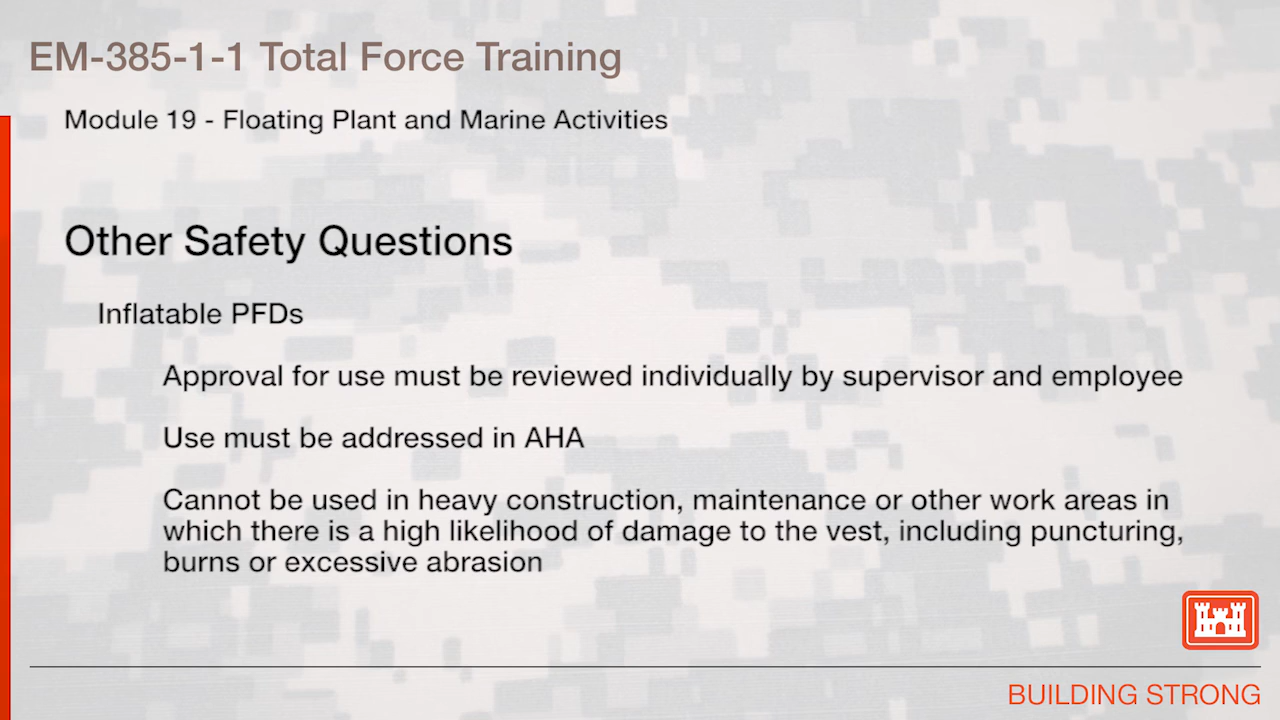 EM-385-1-1 Total Force Training
Module 19 - Floating Plant and Marine Activities
Other Safety Questions
Inflatable PFDs
Approval for use must be reviewed individually by supervisor and employee
Use must be addressed in AHA
Cannot be used in heavy construction, maintenance or other work areas in
which there is a high likelihood of damage to the vest, including puncturing,
burns or excessive abrasion
BUILDING STRONG